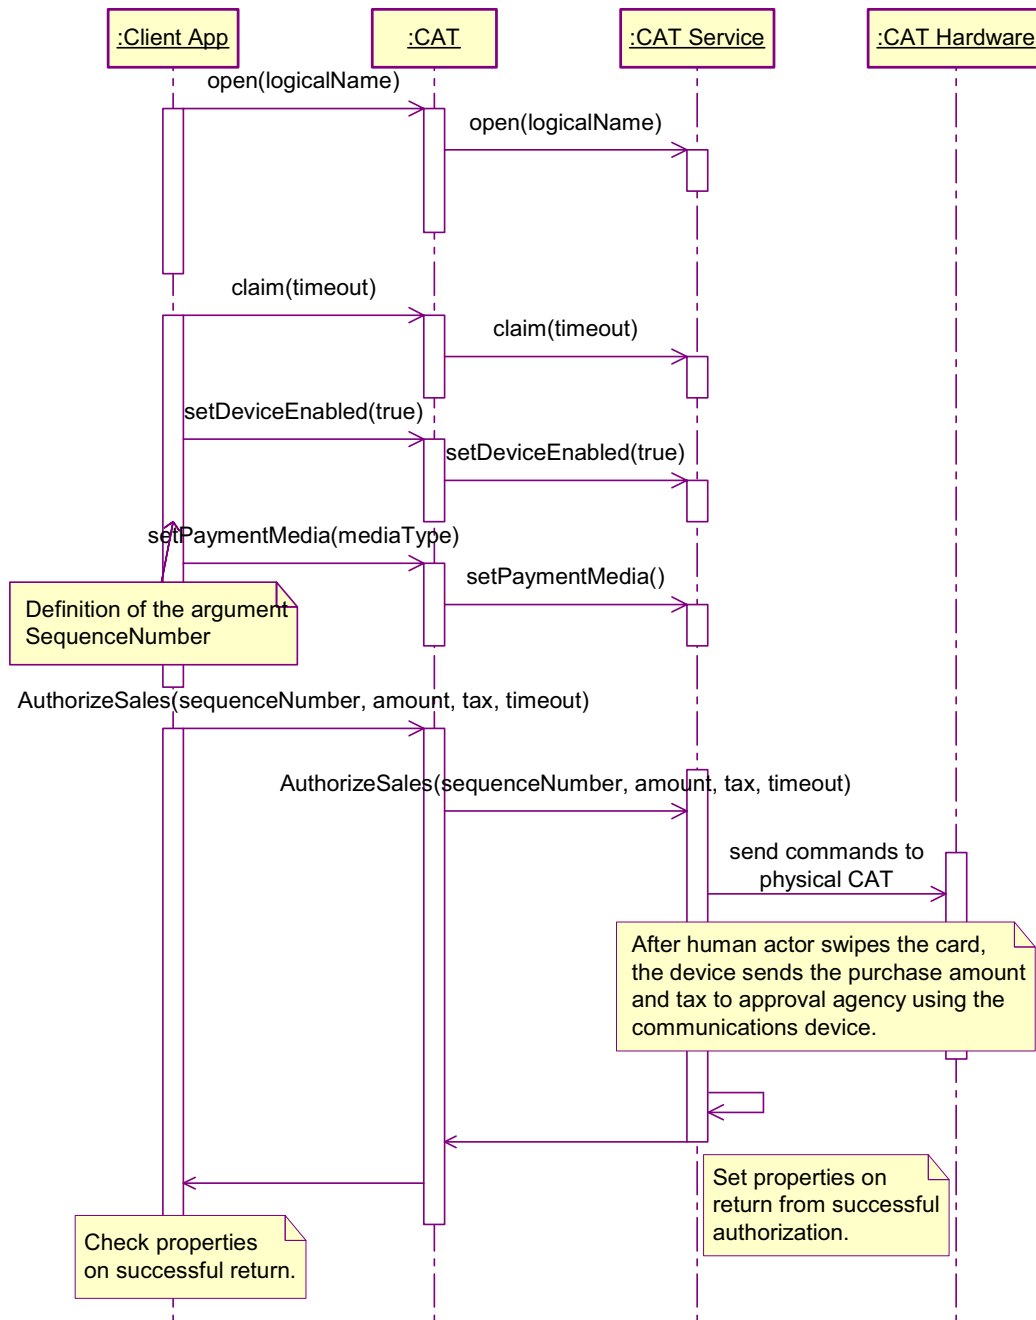 :Client App
:CAT
:CAT Service
:CAT Hardware
open(logicalName)
open(logicalName)
claim(timeout)
claim(timeout)
setDeviceEnabled(true)
setDeviceEnabled(true)
setPaymentMedia(mediaType)
setPaymentMedia()
Definition of the argument
SequenceNumber
AuthorizeSales(sequenceNumber, amount, tax, timeout)
AuthorizeSales(sequenceNumber, amount, tax, timeout)
send commands to
physical CAT
After human actor swipes the card,
the device sends the purchase amount
and tax to approval agency using the
communications device.
Set properties on
return from successful
authorization.
Check properties
on successful return.